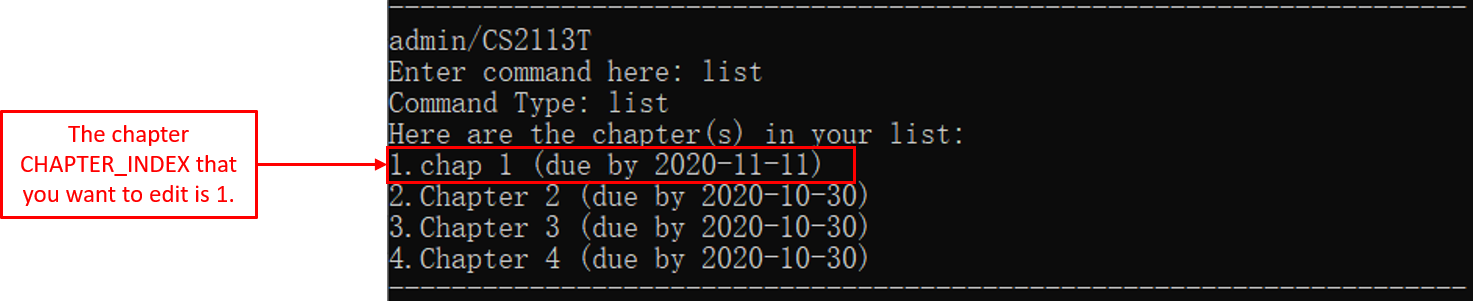 The chapter
CHAPTER_INDEX that
you want to edit is 1.
--------------------------------------------------------------------------
admin/CS2113T
Enter command here: list
Command Type: list
Here are the chapter(s) in your list:
1.chap 1 (due by 2020-11-11)
2.Chapter 2 (due by 2020-10-30)
3.Chapter 3 (due by 2020-10-30)
4.Chapter 4 (due by 2020-10-30)
--------------------------------------------------------------------------